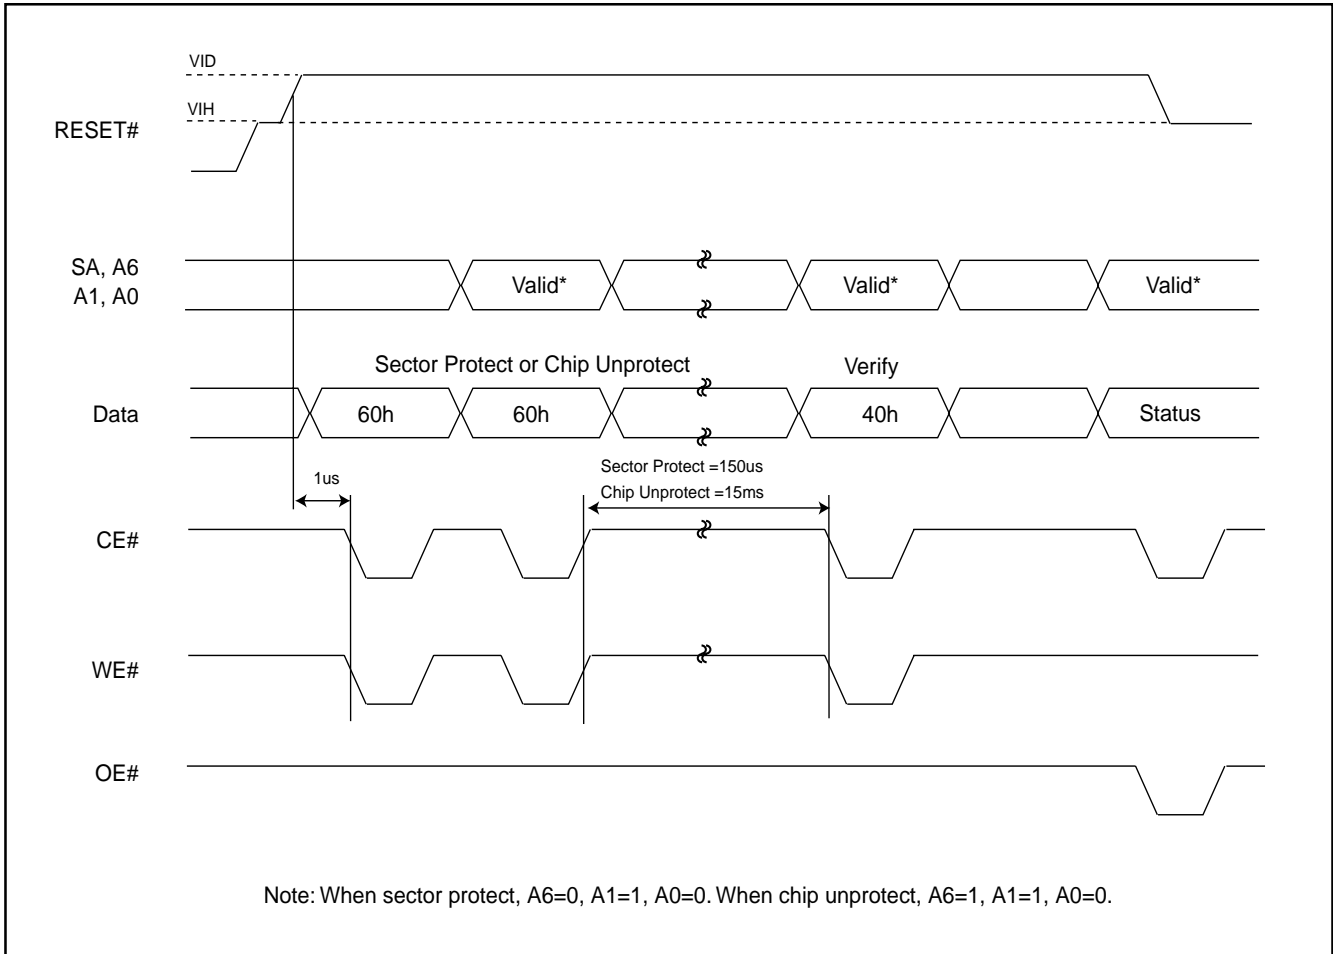 VID
VIH
RESET#
SA, A6
A1, A0
Valid*
Valid*
Valid*
Sector Protect or Chip Unprotect
Verify
Data
60h
60h
40h
Status
1us
Sector Protect =150us
Chip Unprotect =15ms
CE#
WE#
OE#
Note: When sector protect, A6=0, A1=1, A0=0. When chip unprotect, A6=1, A1=1, A0=0.